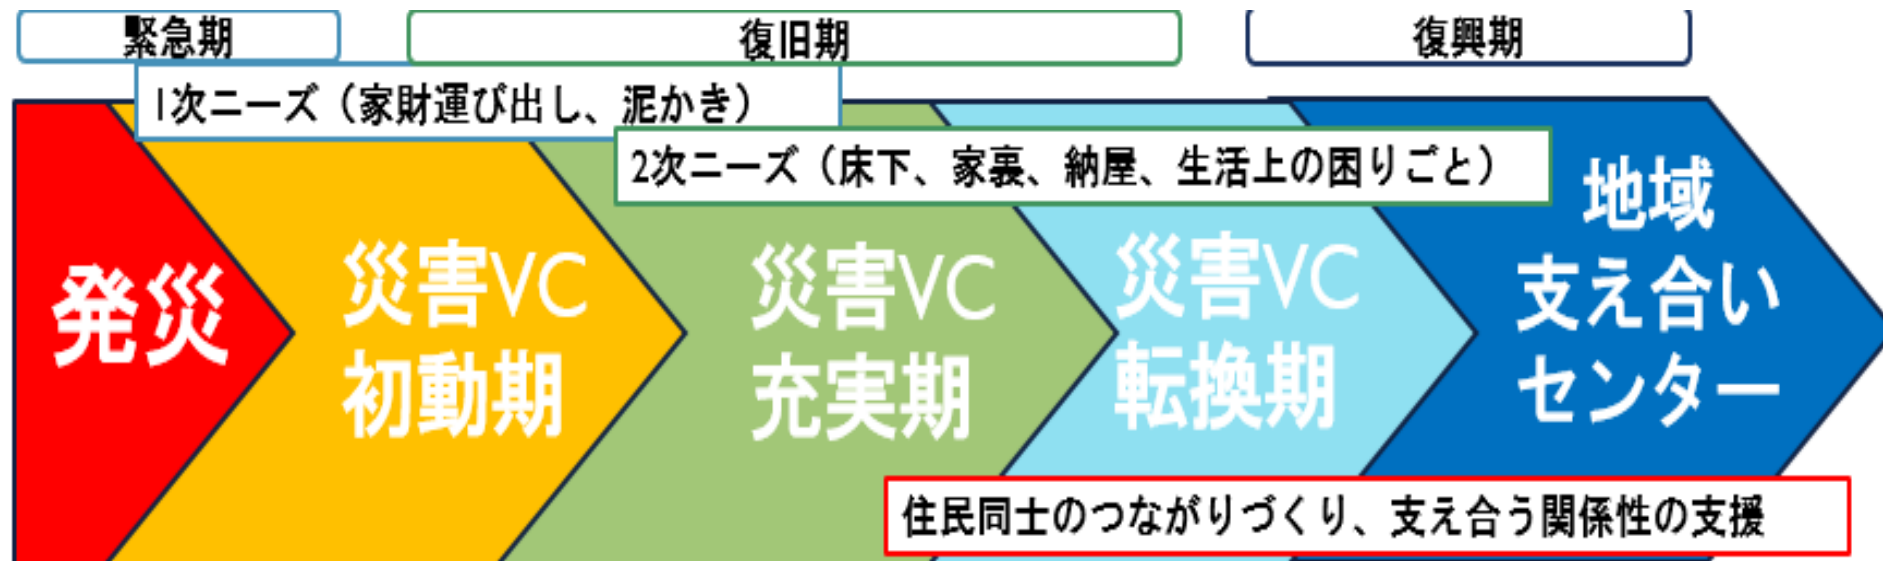 緊急期
復旧期
復興期
1次ニーズ（家財運び出し、泥かき）
2次ニーズ（床下、家裏、納屋、生活上の困りごと）
発災
災害VC
初動期
災害VC
充実期
災害VC
転換期
地域
支え合い
センター
住民同士のつながりづくり、支え合う関係性の支援